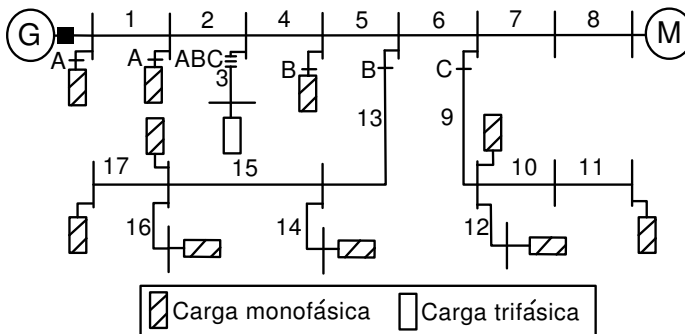 G 1 2 4 5 6 7 8 M
A A ABC B B C
3
13 9
17 15 10 11
16 14 12
Carga monofásica Carga trifásica